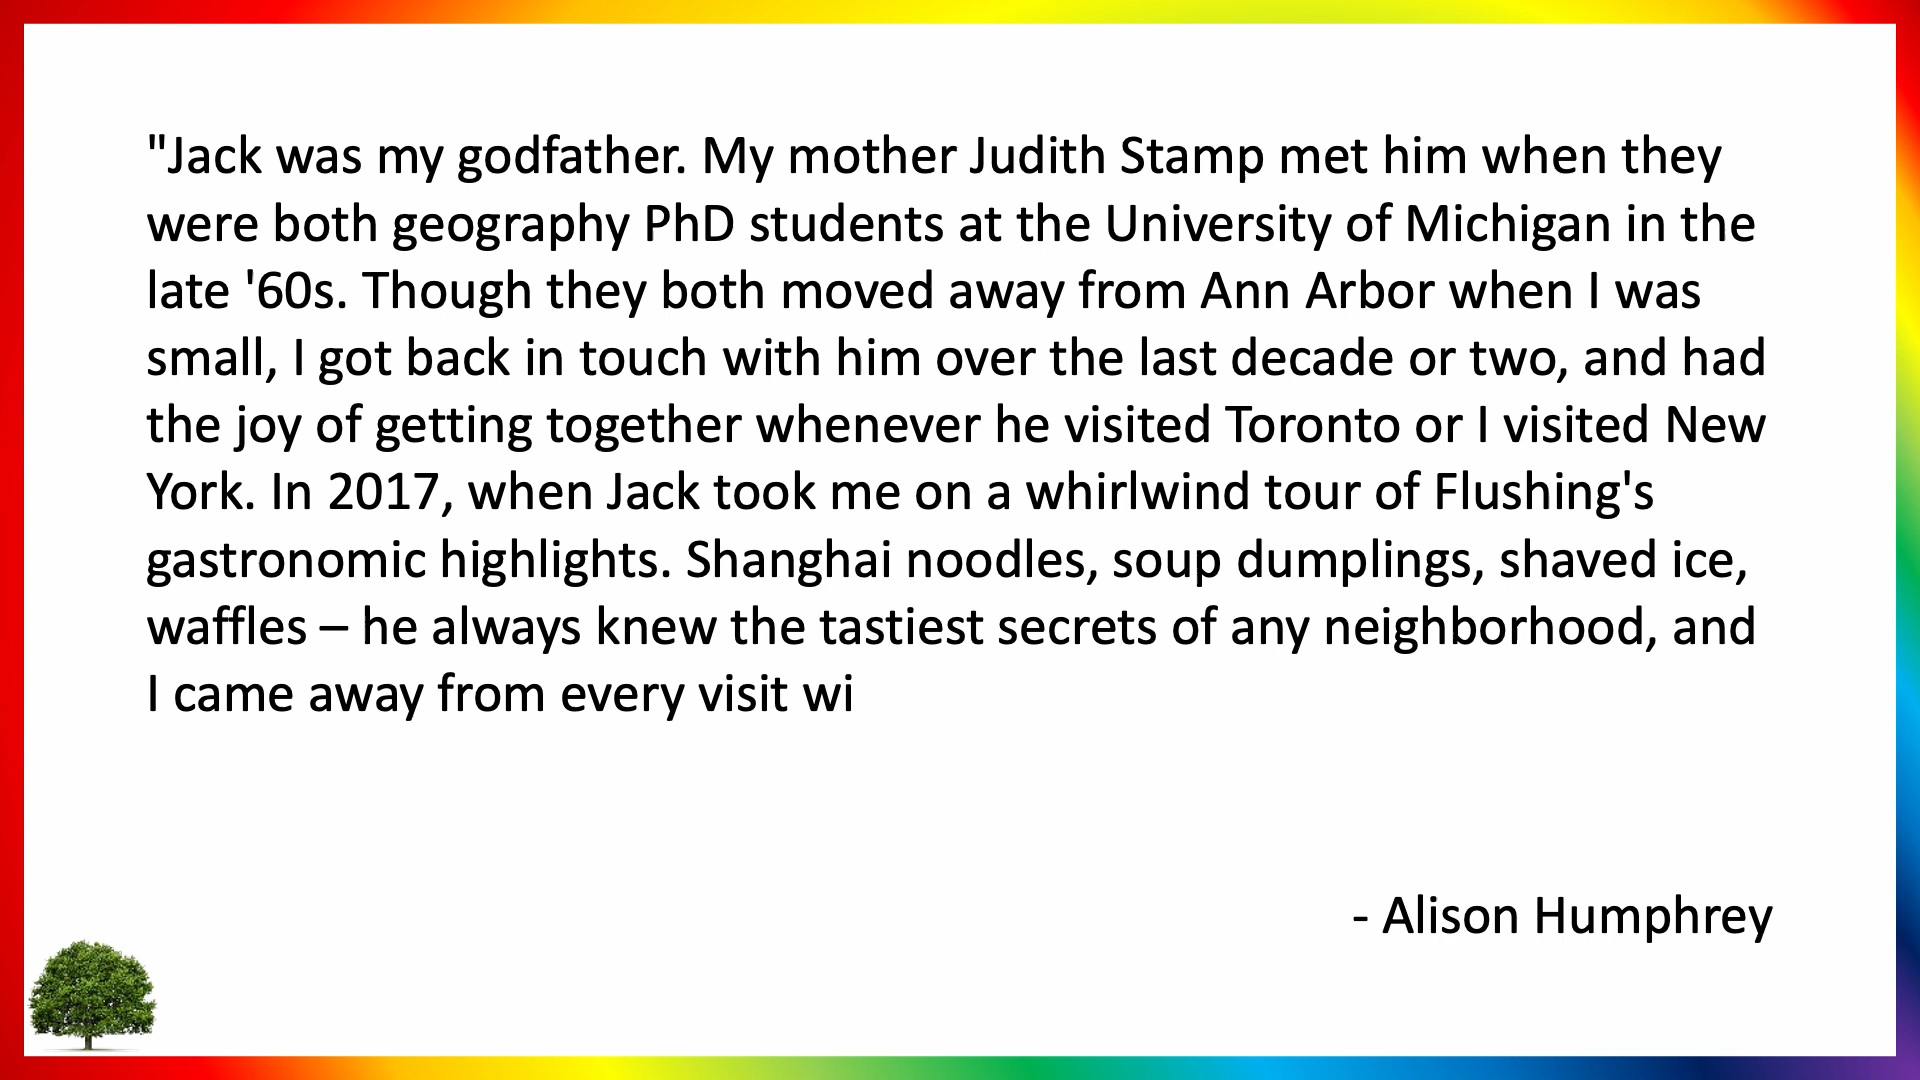 "Jack was my godfather. My mother Judith Stamp met him when they
were both geography PhD students at the University of Michigan in the
late '60s. Though they both moved away from Ann Arbor when I was
small, I got back in touch with him over the last decade or two, and had
the joy of getting together whenever he visited Toronto or I visited New
York. In 2017, when Jack took me on a whirlwind tour of Flushing's
gastronomic highlights. Shanghai noodles, soup dumplings, shaved ice,
waffles – he always knew the tastiest secrets of any neighborhood, and
I came away from every visit wi
- Alison Humphrey